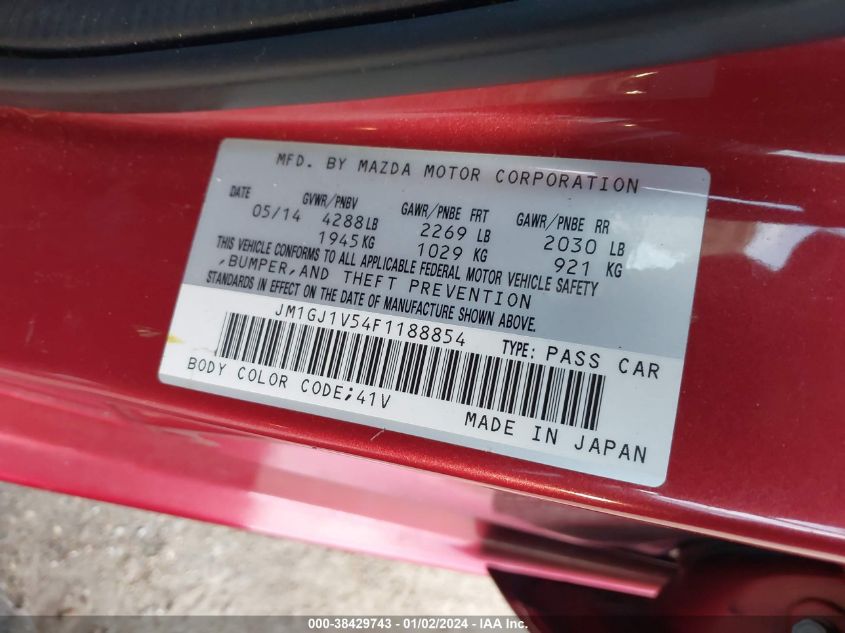 MFD. BY MAZDA MOTOR CORPORATION
DATE GVWR/PNBV GAWR/PNBE FRT GAWR/PNBE RR
05/14 4288LB 2269 LB 2030 LB
1945KG 1029 KG 921 KG
THIS VEHICLE CONFORMS TO ALL APPLICABLE FEDERAL MOTOR VEHICLE SAFETY
,BUMPER,AND THEFT PREVENTION
STANDARDS IN EFFECT ON THE DATE OF MANUFACTURE SHOWN ABOVE.
JM1GJ1V54F1188854 TYPE: PASS CAR
BODY COLOR CODE;41V MADE IN JAPAN
000-38429743 - 01/02/2024 - IAA Inc.